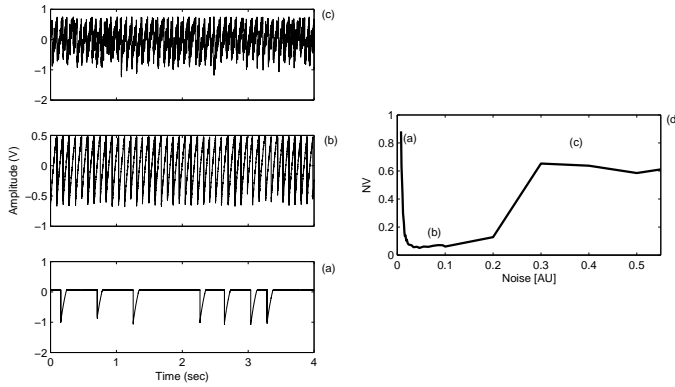 (c)
1
0
−1
−2
(b)
0.5
0
−0.5
−1
Amplitude (V)
(a)
1
0
−1
−2
0 1 2 3 4
Time (sec)
(d
1
0.8
0.6
0.4
0.2
0
NV
(a)
(b)
(c)
0 0.1 0.2 0.3 0.4 0.5
Noise [AU]